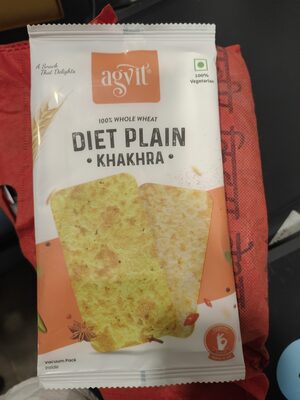 A Snack
That Delights
agvit®
100%
Vegetarian
100% WHOLE WHEAT
DIET PLAIN
• KHAKHRA •
Vacuum Pack
Inside